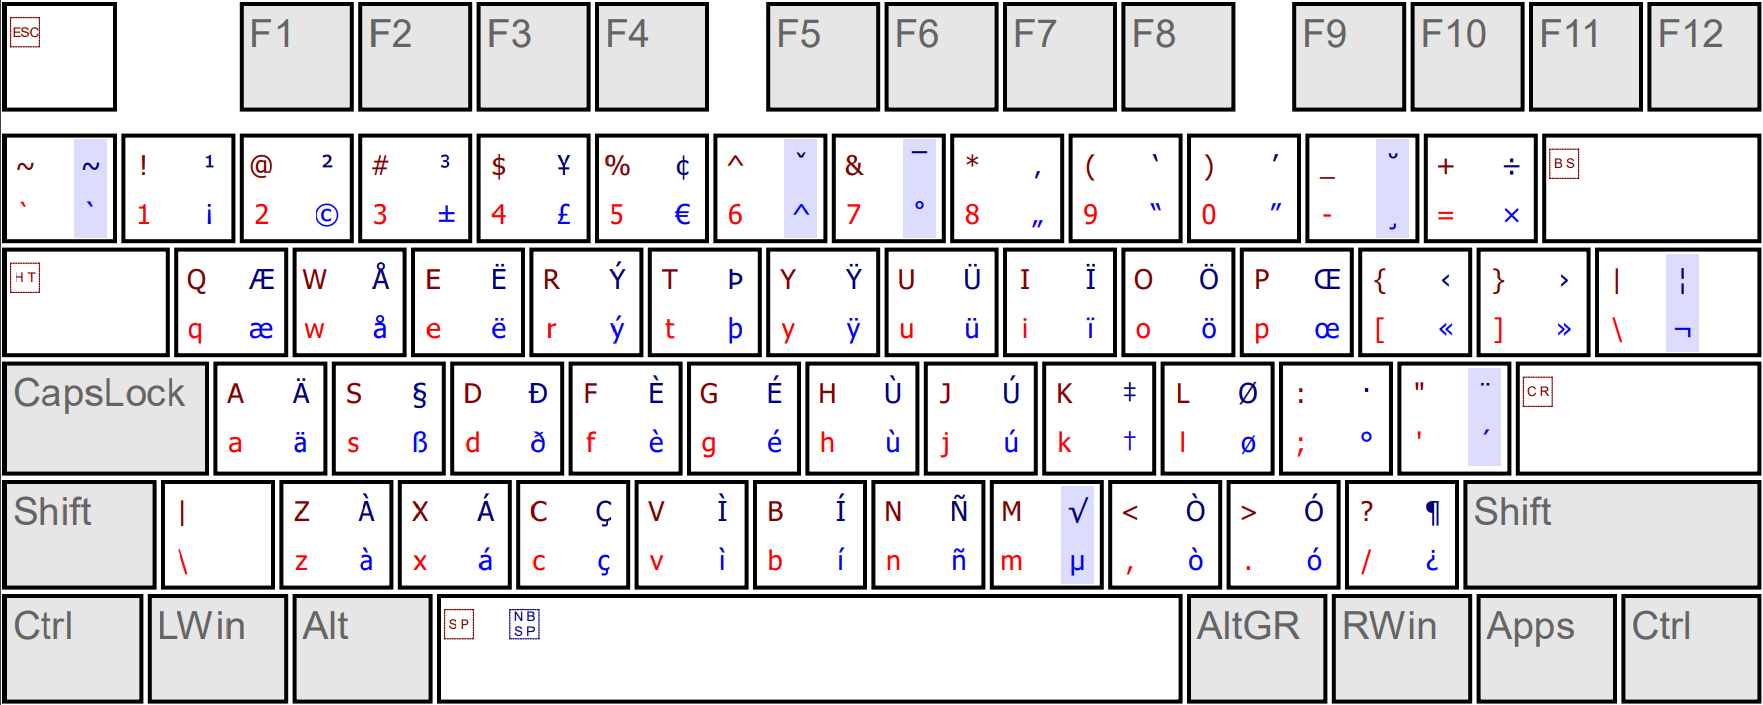 ESC F1 F2 F3 F4 F5 F6 F7 F8 F9 F10 F11 F12
~ ~ ! ¹ @ ² # ³ $ ¥ % ¢ ^ ˇ & ¯ * ‚ ( ‘ ) ’ _ ˘ + ÷ BS
` ` 1 ¡ 2 © 3 ± 4 £ 5 € 6 ^ 7 ° 8 „ 9 “ 0 ” - ¸ = ×
HT Q Æ W Å E Ë R Ý T Þ Y Ÿ U Ü I Ï O Ö P Œ { ‹ } › | ¦
q æ w å e ë r ý t þ y ÿ u ü i ï o ö p œ [ « ] » \ ¬
CapsLock A Ä S § D Ð F È G É H Ù J Ú K ‡ L Ø : · " ¨ CR
a ä s ß d ð f è g é h ù j ú k † l ø ; ° ' ´
Shift | Z À X Á C Ç V Ì B Í N Ñ M √ < Ò > Ó ? ¶ Shift
\ z à x á c ç v ì b í n ñ m µ , ò . ó / ¿
Ctrl LWin Alt SP NB SP AltGR RWin Apps Ctrl